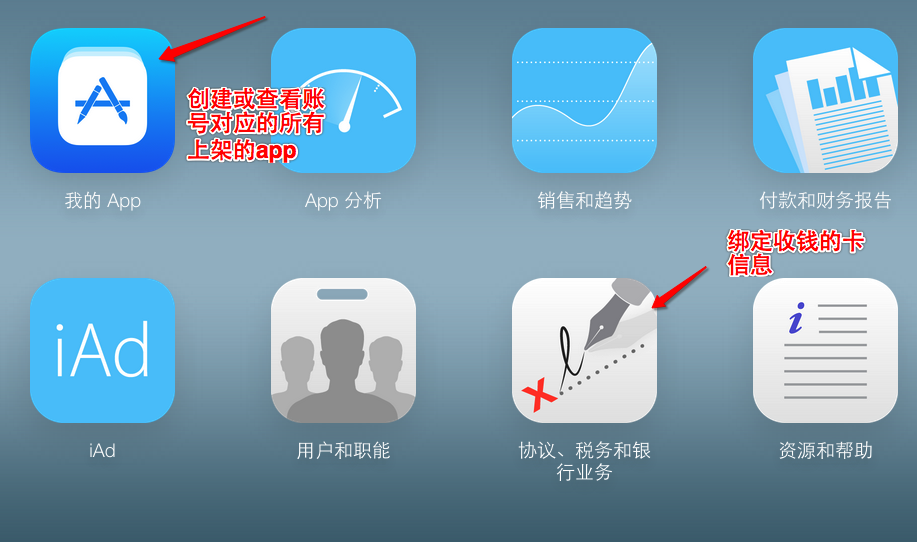 创建或查看账
号对应的所有
上架的app
我的 App
App 分析
销售和趋势
付款和财务报告
绑定收钱的卡
信息
iAd
iAd
用户和职能
协议、税务和银
行业务
i
资源和帮助